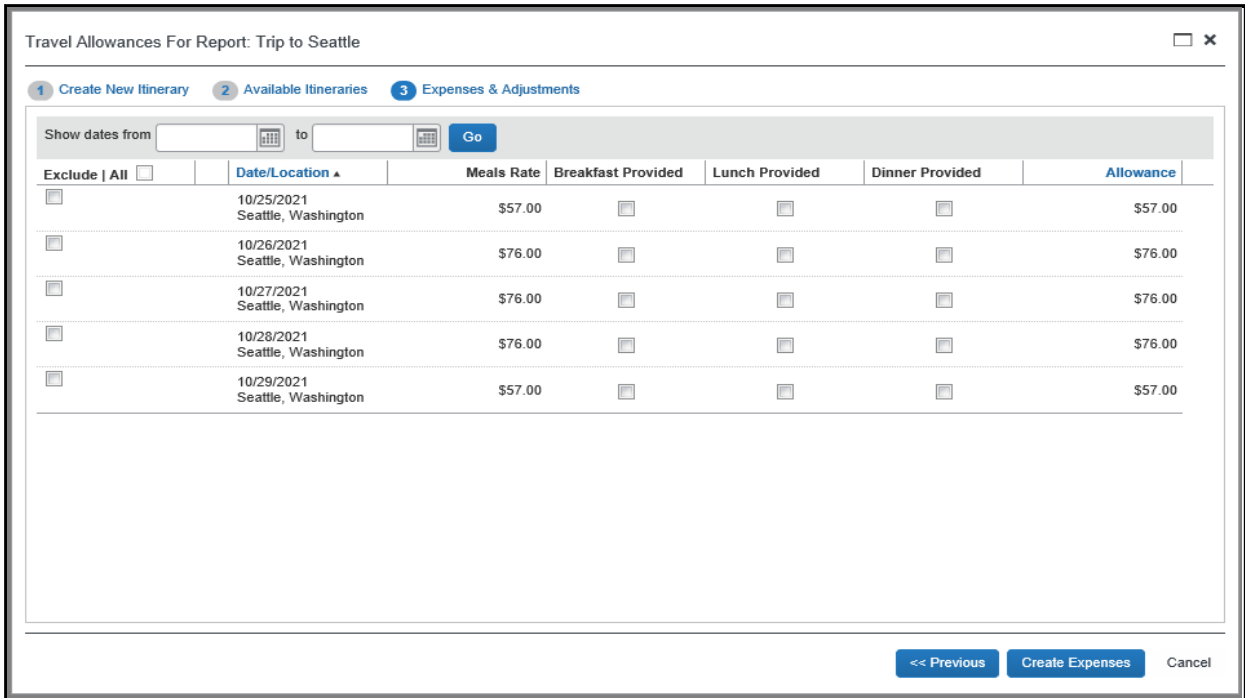 Travel Allowances For Report: Trip to Seattle
1 Create New Itinerary 2 Available Itineraries 3 Expenses & Adjustments
Show dates from to Go
Exclude | All Date/Location ▲ Meals Rate Breakfast Provided Lunch Provided Dinner Provided Allowance
10/25/2021
Seattle, Washington $57.00 $57.00
10/26/2021
Seattle, Washington $76.00 $76.00
10/27/2021
Seattle, Washington $76.00 $76.00
10/28/2021
Seattle, Washington $76.00 $76.00
10/29/2021
Seattle, Washington $57.00 $57.00
<< Previous Create Expenses Cancel